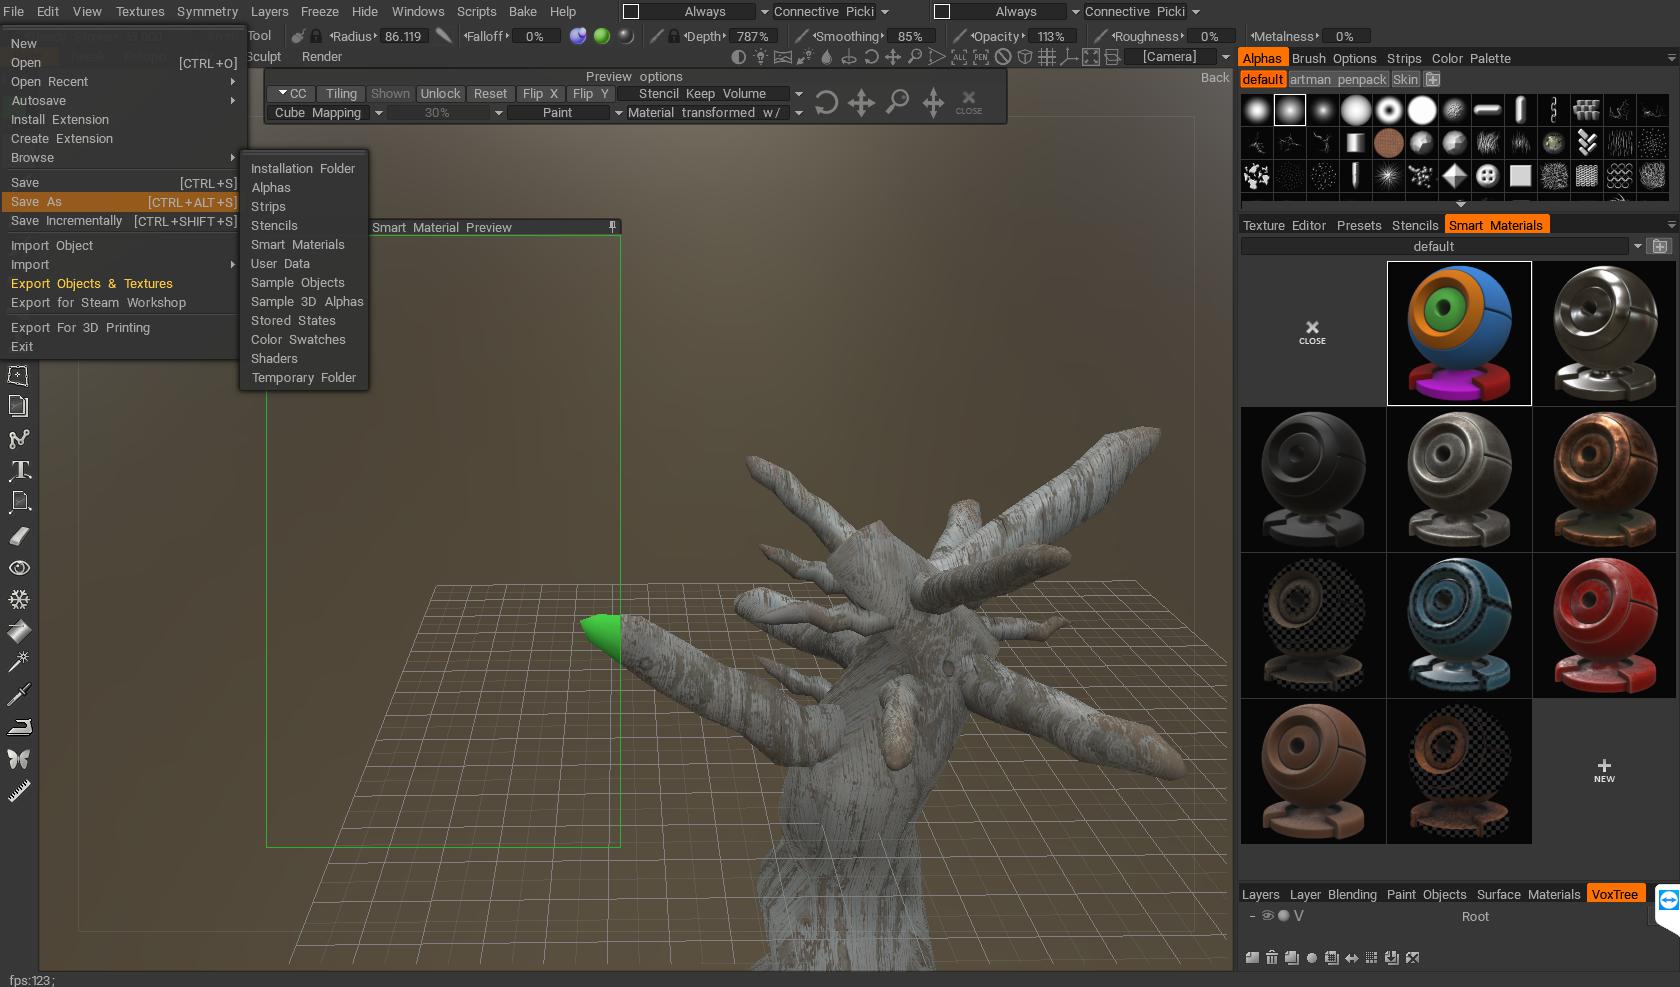 File Edit View Textures Symmetry Layers Freeze Hide Windows Scripts Bake Help Always Connective Picki Always Connective Picki
Tool Radius 86.119 Falloff 0% Depth 787% Smoothing 85% Opacity 113% Roughness 0% Metalness 0%
Sculpt Render ALL PEN [Camera]
New
Open [CTRL+O]
Open Recent
Autosave
Install Extension
Create Extension
Browse
Save [CTRL+S]
Save As [CTRL+ALT+S]
Save Incrementally [CTRL+SHIFT+S]
Import Object
Import
Export Objects & Textures
Export for Steam Workshop
Export For 3D Printing
Exit
Installation Folder
Alphas
Strips
Stencils
Smart Materials
User Data
Sample Objects
Sample 3D Alphas
Stored States
Color Swatches
Shaders
Temporary Folder
Preview options
CC Tiling Shown Unlock Reset Flip X Flip Y Stencil Keep Volume
Cube Mapping 30% Paint Material transformed w/ CLOSE
Back
Smart Material Preview
Alphas Brush Options Strips Color Palette
default artman penpack Skin
Texture Editor Presets Stencils Smart Materials
default
CLOSE
NEW
Layers Layer Blending Paint Objects Surface Materials VoxTree
V Root
fps:123;